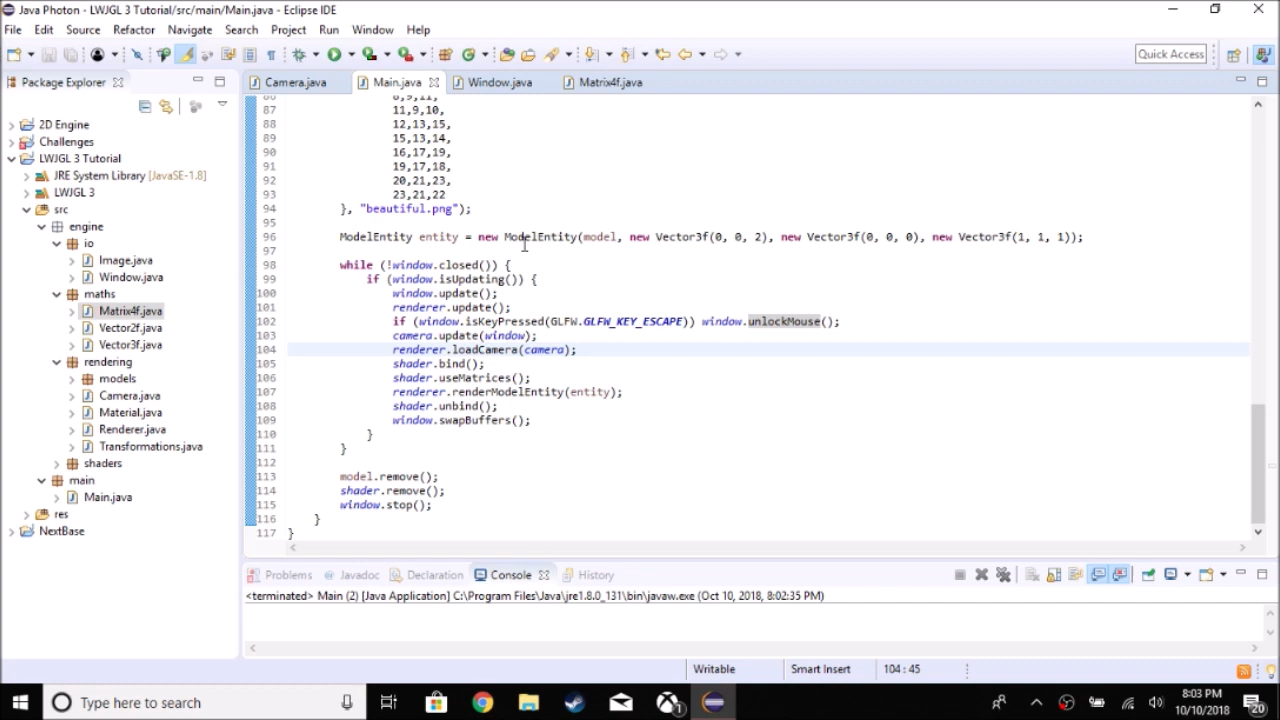 Java Photon - LWJGL 3 Tutorial/src/main/Main.java - Eclipse IDE
File Edit Source Refactor Navigate Search Project Run Window Help
Quick Access
Package Explorer
Camera.java Main.java Window.java Matrix4f.java
2D Engine
Challenges
LWJGL 3 Tutorial
JRE System Library [JavaSE-1.8]
LWJGL 3
src
engine
io
Image.java
Window.java
maths
Matrix4f.java
Vector2f.java
Vector3f.java
rendering
models
Camera.java
Material.java
Renderer.java
Transformations.java
shaders
main
Main.java
res
NextBase
86 8,9,11,
87 11,9,10,
88 12,13,15,
89 15,13,14,
90 16,17,19,
91 19,17,18,
92 20,21,23,
93 23,21,22
94 }, "beautiful.png");
95
96 ModelEntity entity = new ModelEntity(model, new Vector3f(0, 0, 2), new Vector3f(0, 0, 0), new Vector3f(1, 1, 1));
97
98 while (!window.closed()) {
99 if (window.isUpdating()) {
100 window.update();
101 renderer.update();
102 if (window.isKeyPressed(GLFW.GLFW_KEY_ESCAPE)) window.unlockMouse();
103 camera.update(window);
104 renderer.loadCamera(camera);
105 shader.bind();
106 shader.useMatrices();
107 renderer.renderModelEntity(entity);
108 shader.unbind();
109 window.swapBuffers();
110 }
111 }
112
113 model.remove();
114 shader.remove();
115 window.stop();
116 }
117 }
Problems Javadoc Declaration Console History
<terminated> Main (2) [Java Application] C:\Program Files\Java\jre1.8.0_131\bin\javaw.exe (Oct 10, 2018, 8:02:35 PM)
Writable Smart Insert 104 : 45
Type here to search
1
8:03 PM
10/10/2018
20